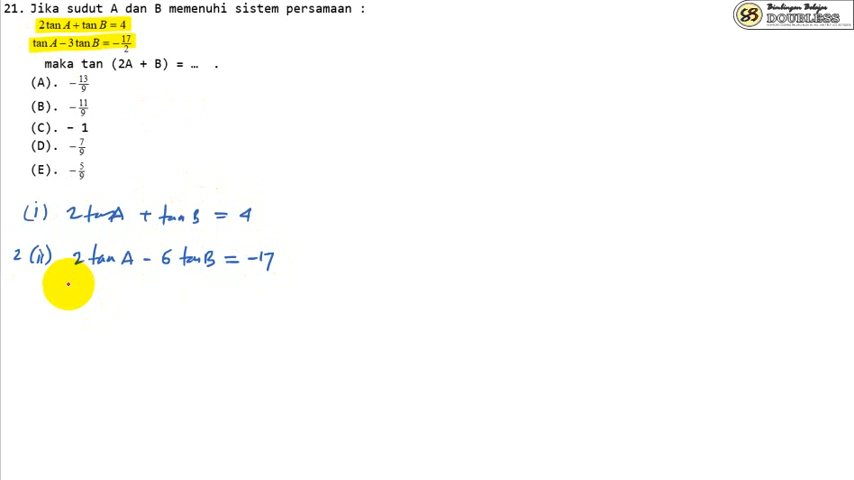 21. Jika sudut A dan B memenuhi sistem persamaan :
2 tan A + tan B = 4
tan A − 3 tan B = −17/2
maka tan (2A + B) = … .
(A). −13/9
(B). −11/9
(C). − 1
(D). −7/9
(E). −5/9
(i) 2 tan A + tan B = 4
2 (ii) 2 tan A − 6 tan B = −17
SB Bimbingan Belajar
DOUBLESS